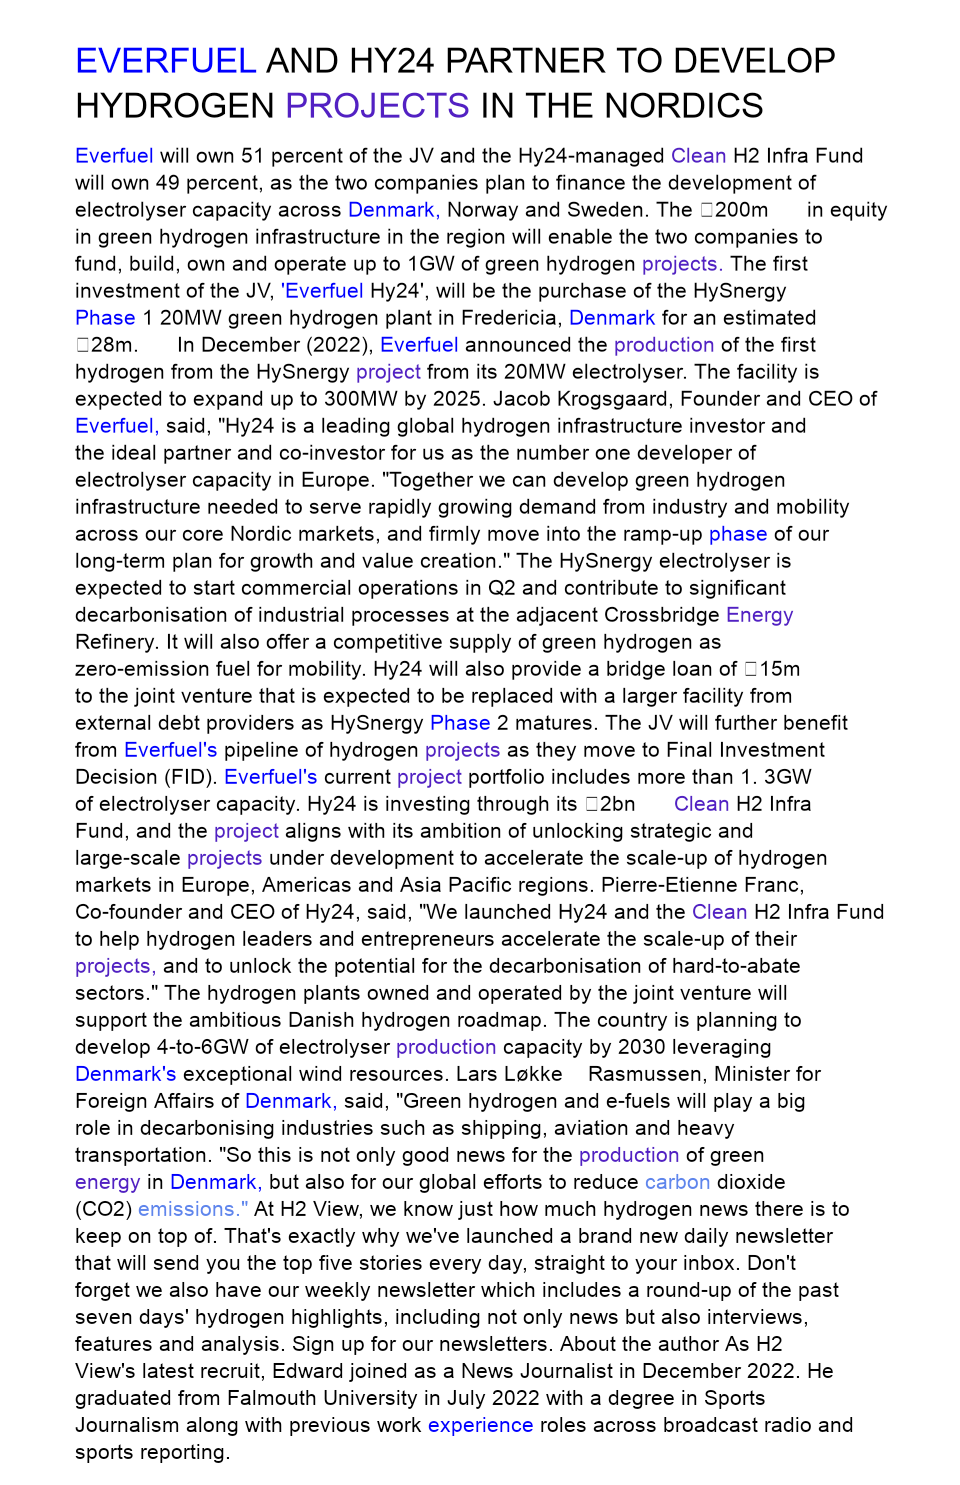 EVERFUEL AND HY24 PARTNER TO DEVELOP
HYDROGEN PROJECTS IN THE NORDICS
Everfuel will own 51 percent of the JV and the Hy24-managed Clean H2 Infra Fund
will own 49 percent, as the two companies plan to finance the development of
electrolyser capacity across Denmark, Norway and Sweden. The □200m in equity
in green hydrogen infrastructure in the region will enable the two companies to
fund, build, own and operate up to 1GW of green hydrogen projects. The first
investment of the JV, 'Everfuel Hy24', will be the purchase of the HySnergy
Phase 1 20MW green hydrogen plant in Fredericia, Denmark for an estimated
□28m. In December (2022), Everfuel announced the production of the first
hydrogen from the HySnergy project from its 20MW electrolyser. The facility is
expected to expand up to 300MW by 2025. Jacob Krogsgaard, Founder and CEO of
Everfuel, said, "Hy24 is a leading global hydrogen infrastructure investor and
the ideal partner and co-investor for us as the number one developer of
electrolyser capacity in Europe. "Together we can develop green hydrogen
infrastructure needed to serve rapidly growing demand from industry and mobility
across our core Nordic markets, and firmly move into the ramp-up phase of our
long-term plan for growth and value creation." The HySnergy electrolyser is
expected to start commercial operations in Q2 and contribute to significant
decarbonisation of industrial processes at the adjacent Crossbridge Energy
Refinery. It will also offer a competitive supply of green hydrogen as
zero-emission fuel for mobility. Hy24 will also provide a bridge loan of □15m
to the joint venture that is expected to be replaced with a larger facility from
external debt providers as HySnergy Phase 2 matures. The JV will further benefit
from Everfuel's pipeline of hydrogen projects as they move to Final Investment
Decision (FID). Everfuel's current project portfolio includes more than 1. 3GW
of electrolyser capacity. Hy24 is investing through its □2bn Clean H2 Infra
Fund, and the project aligns with its ambition of unlocking strategic and
large-scale projects under development to accelerate the scale-up of hydrogen
markets in Europe, Americas and Asia Pacific regions. Pierre-Etienne Franc,
Co-founder and CEO of Hy24, said, "We launched Hy24 and the Clean H2 Infra Fund
to help hydrogen leaders and entrepreneurs accelerate the scale-up of their
projects, and to unlock the potential for the decarbonisation of hard-to-abate
sectors." The hydrogen plants owned and operated by the joint venture will
support the ambitious Danish hydrogen roadmap. The country is planning to
develop 4-to-6GW of electrolyser production capacity by 2030 leveraging
Denmark's exceptional wind resources. Lars Løkke Rasmussen, Minister for
Foreign Affairs of Denmark, said, "Green hydrogen and e-fuels will play a big
role in decarbonising industries such as shipping, aviation and heavy
transportation. "So this is not only good news for the production of green
energy in Denmark, but also for our global efforts to reduce carbon dioxide
(CO2) emissions." At H2 View, we know just how much hydrogen news there is to
keep on top of. That's exactly why we've launched a brand new daily newsletter
that will send you the top five stories every day, straight to your inbox. Don't
forget we also have our weekly newsletter which includes a round-up of the past
seven days' hydrogen highlights, including not only news but also interviews,
features and analysis. Sign up for our newsletters. About the author As H2
View's latest recruit, Edward joined as a News Journalist in December 2022. He
graduated from Falmouth University in July 2022 with a degree in Sports
Journalism along with previous work experience roles across broadcast radio and
sports reporting.